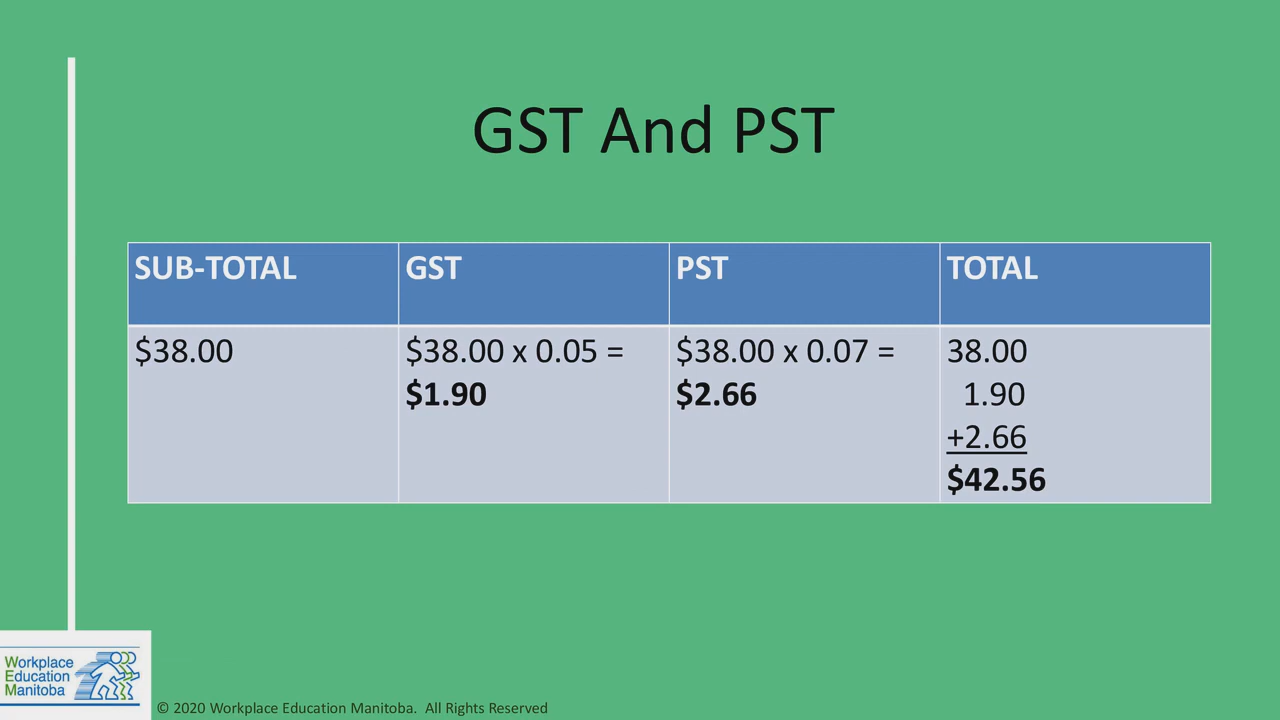 GST And PST
SUB-TOTAL
GST
PST
TOTAL
$38.00
$38.00 x 0.05 =
$1.90
$38.00 x 0.07 =
$2.66
38.00
1.90
+2.66
$42.56
Workplace
Education
Manitoba
© 2020 Workplace Education Manitoba. All Rights Reserved